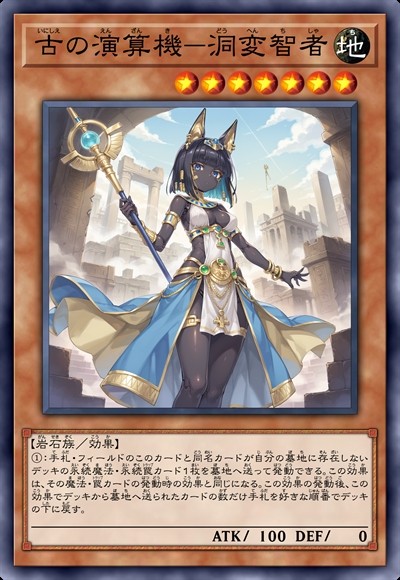 古の演算機－洞変智者
地
【岩石族／効果】
①：手札・フィールドのこのカードと同名カードが自分の墓地に存在しない
デッキの永続魔法・永続罠カード1枚を墓地へ送って発動できる。この効果
は、その魔法・罠カードの発動時の効果と同じになる。この効果の発動後、この
効果でデッキから墓地へ送られたカードの数だけ手札を好きな順番でデッキ
の下に戻す。
ATK/ 100 DEF/ 0